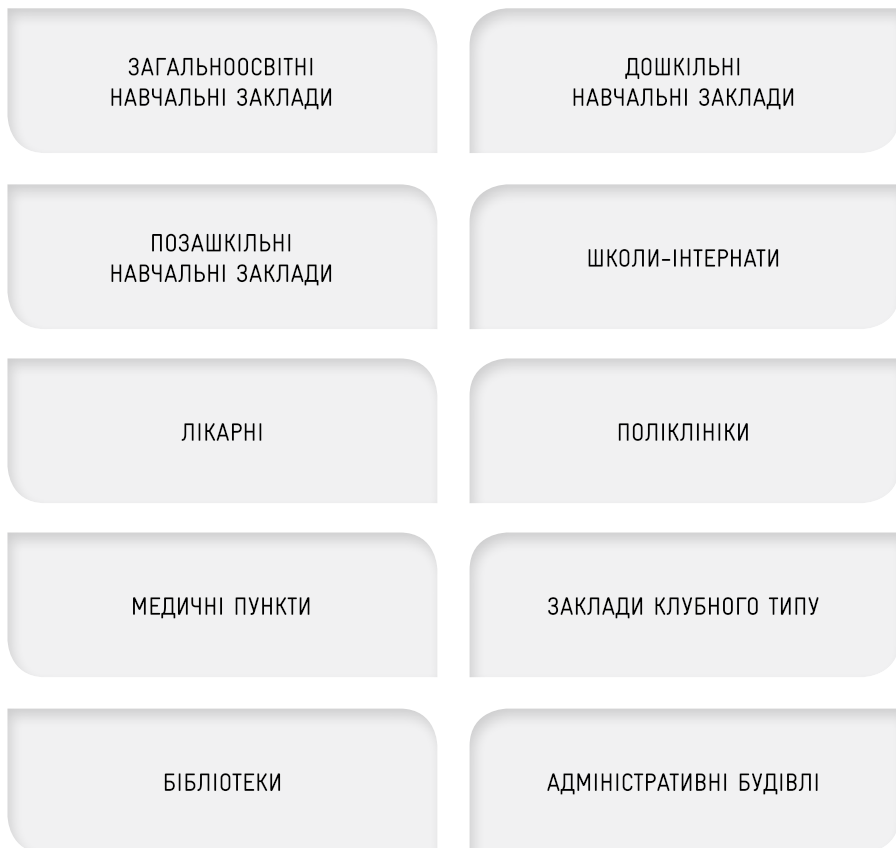 ЗАГАЛЬНООСВІТНІ
НАВЧАЛЬНІ ЗАКЛАДИ
ДОШКІЛЬНІ
НАВЧАЛЬНІ ЗАКЛАДИ
ПОЗАШКІЛЬНІ
НАВЧАЛЬНІ ЗАКЛАДИ
ШКОЛИ-ІНТЕРНАТИ
ЛІКАРНІ
ПОЛІКЛІНІКИ
МЕДИЧНІ ПУНКТИ
ЗАКЛАДИ КЛУБНОГО ТИПУ
БІБЛІОТЕКИ
АДМІНІСТРАТИВНІ БУДІВЛІ